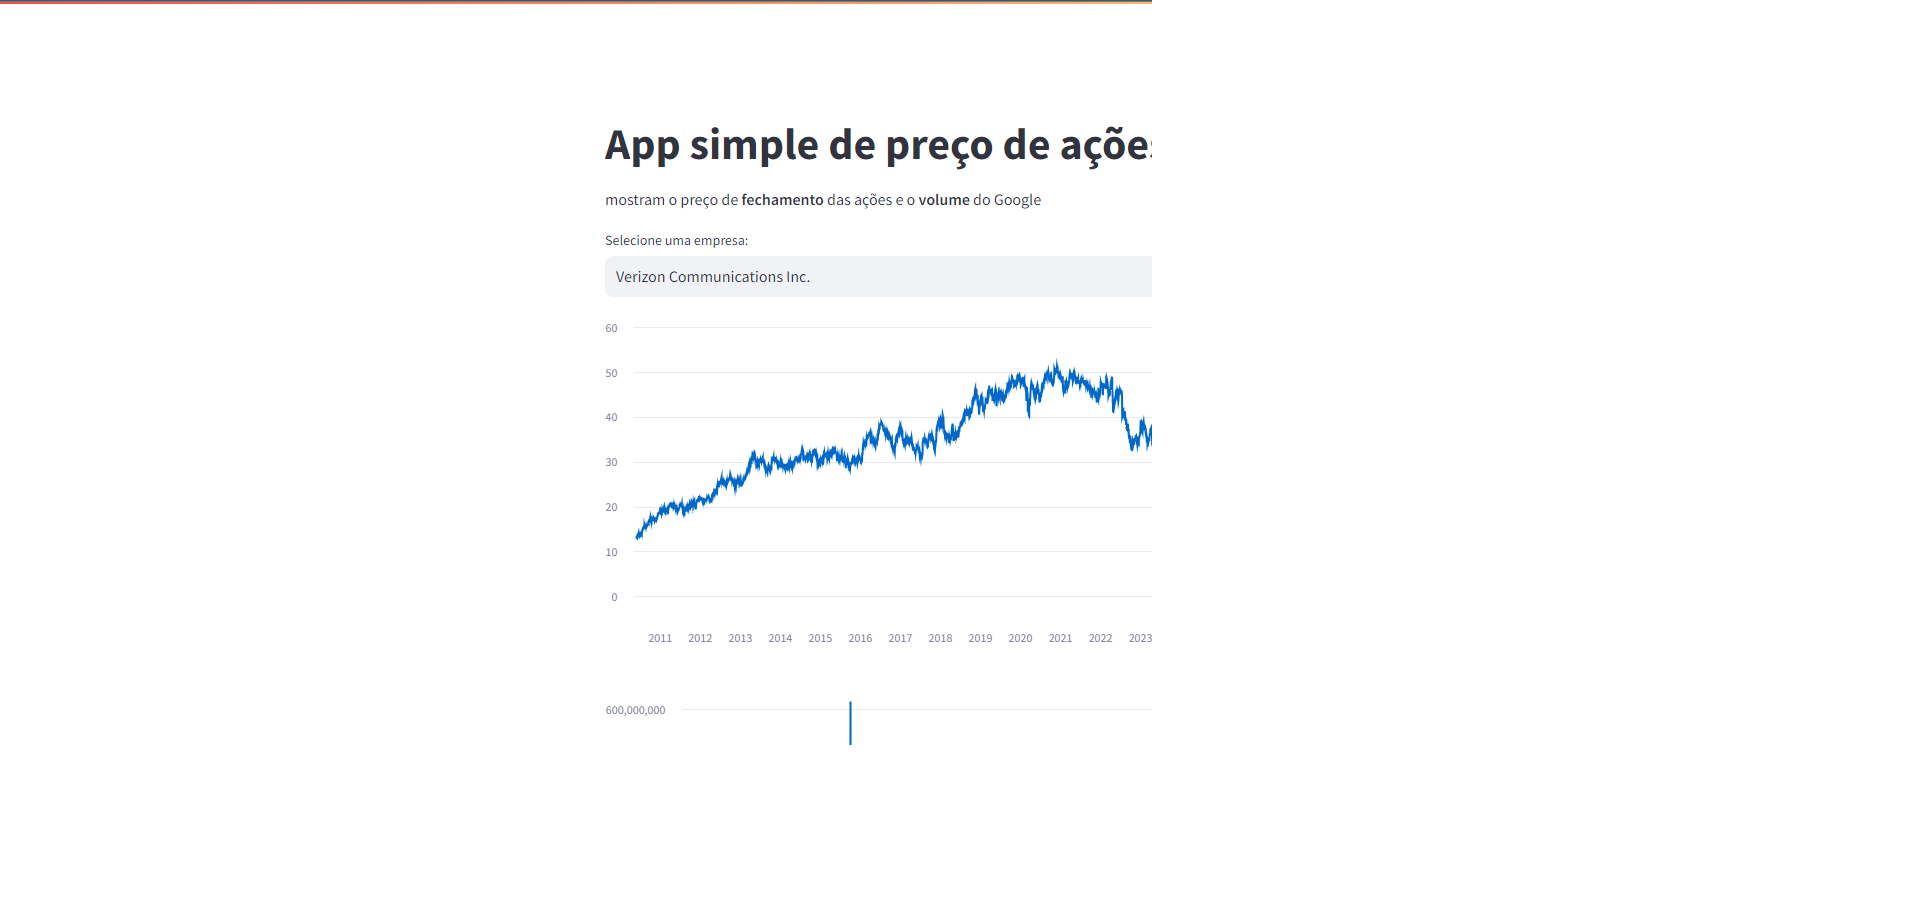 App simple de preço de ações
mostram o preço de fechamento das ações e o volume do Google
Selecione uma empresa:
Verizon Communications Inc.
60
50
40
30
20
10
0
2011 2012 2013 2014 2015 2016 2017 2018 2019 2020 2021 2022 2023
600,000,000